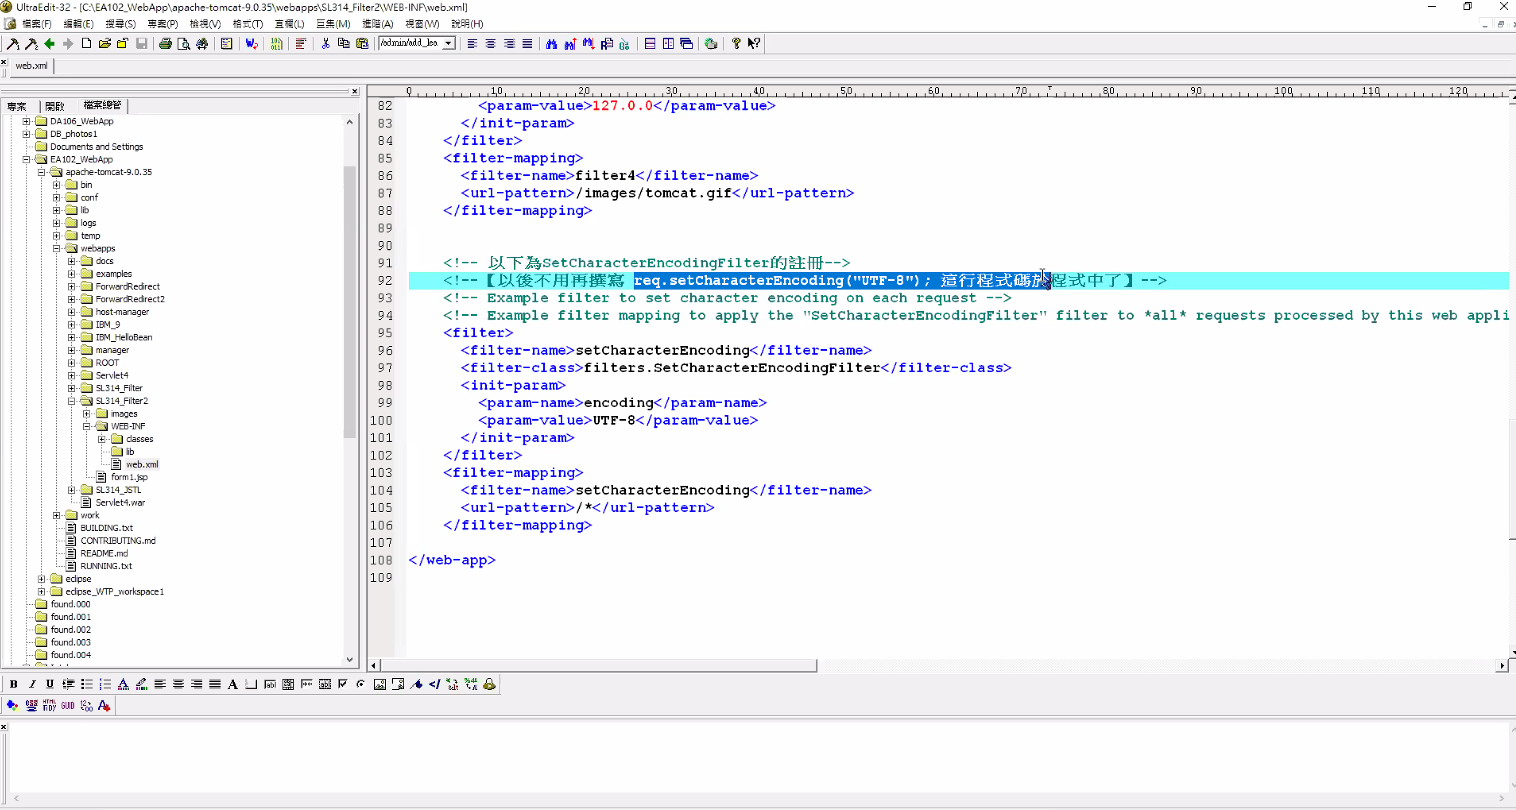 UltraEdit-32 - [C:\EA102_WebApp\apache-tomcat-9.0.35\webapps\SL314_Filter2\WEB-INF\web.xml]
檔案(F) 編輯(E) 搜尋(S) 專案(P) 檢視(V) 格式(T) 直欄(L) 巨集(M) 進階(A) 視窗(W) 說明(H)
/admin/add_lea
web.xml
專案 開啟 檔案總管
DA106_WebApp
DB_photos1
Documents and Settings
EA102_WebApp
apache-tomcat-9.0.35
bin
conf
lib
logs
temp
webapps
docs
examples
ForwardRedirect
ForwardRedirect2
host-manager
IBM_9
IBM_HelloBean
manager
ROOT
Servlet4
SL314_Filter
SL314_Filter2
images
WEB-INF
classes
lib
web.xml
form1.jsp
SL314_JSTL
Servlet4.war
work
BUILDING.txt
CONTRIBUTING.md
README.md
RUNNING.txt
eclipse
eclipse_WTP_workspace1
found.000
found.001
found.002
found.003
found.004
0 10 20 30 40 50 60 70 80 90 100 110 120
82 <param-value>127.0.0</param-value>
83 </init-param>
84 </filter>
85 <filter-mapping>
86 <filter-name>filter4</filter-name>
87 <url-pattern>/images/tomcat.gif</url-pattern>
88 </filter-mapping>
89
90
91 <!-- 以下為SetCharacterEncodingFilter的註冊-->
92 <!--【以後不用再撰寫 req.setCharacterEncoding("UTF-8"); 這行程式碼於程式中了】-->
93 <!-- Example filter to set character encoding on each request -->
94 <!-- Example filter mapping to apply the "SetCharacterEncodingFilter" filter to *all* requests processed by this web appli
95 <filter>
96 <filter-name>setCharacterEncoding</filter-name>
97 <filter-class>filters.SetCharacterEncodingFilter</filter-class>
98 <init-param>
99 <param-name>encoding</param-name>
100 <param-value>UTF-8</param-value>
101 </init-param>
102 </filter>
103 <filter-mapping>
104 <filter-name>setCharacterEncoding</filter-name>
105 <url-pattern>/*</url-pattern>
106 </filter-mapping>
107
108 </web-app>
109
B I U